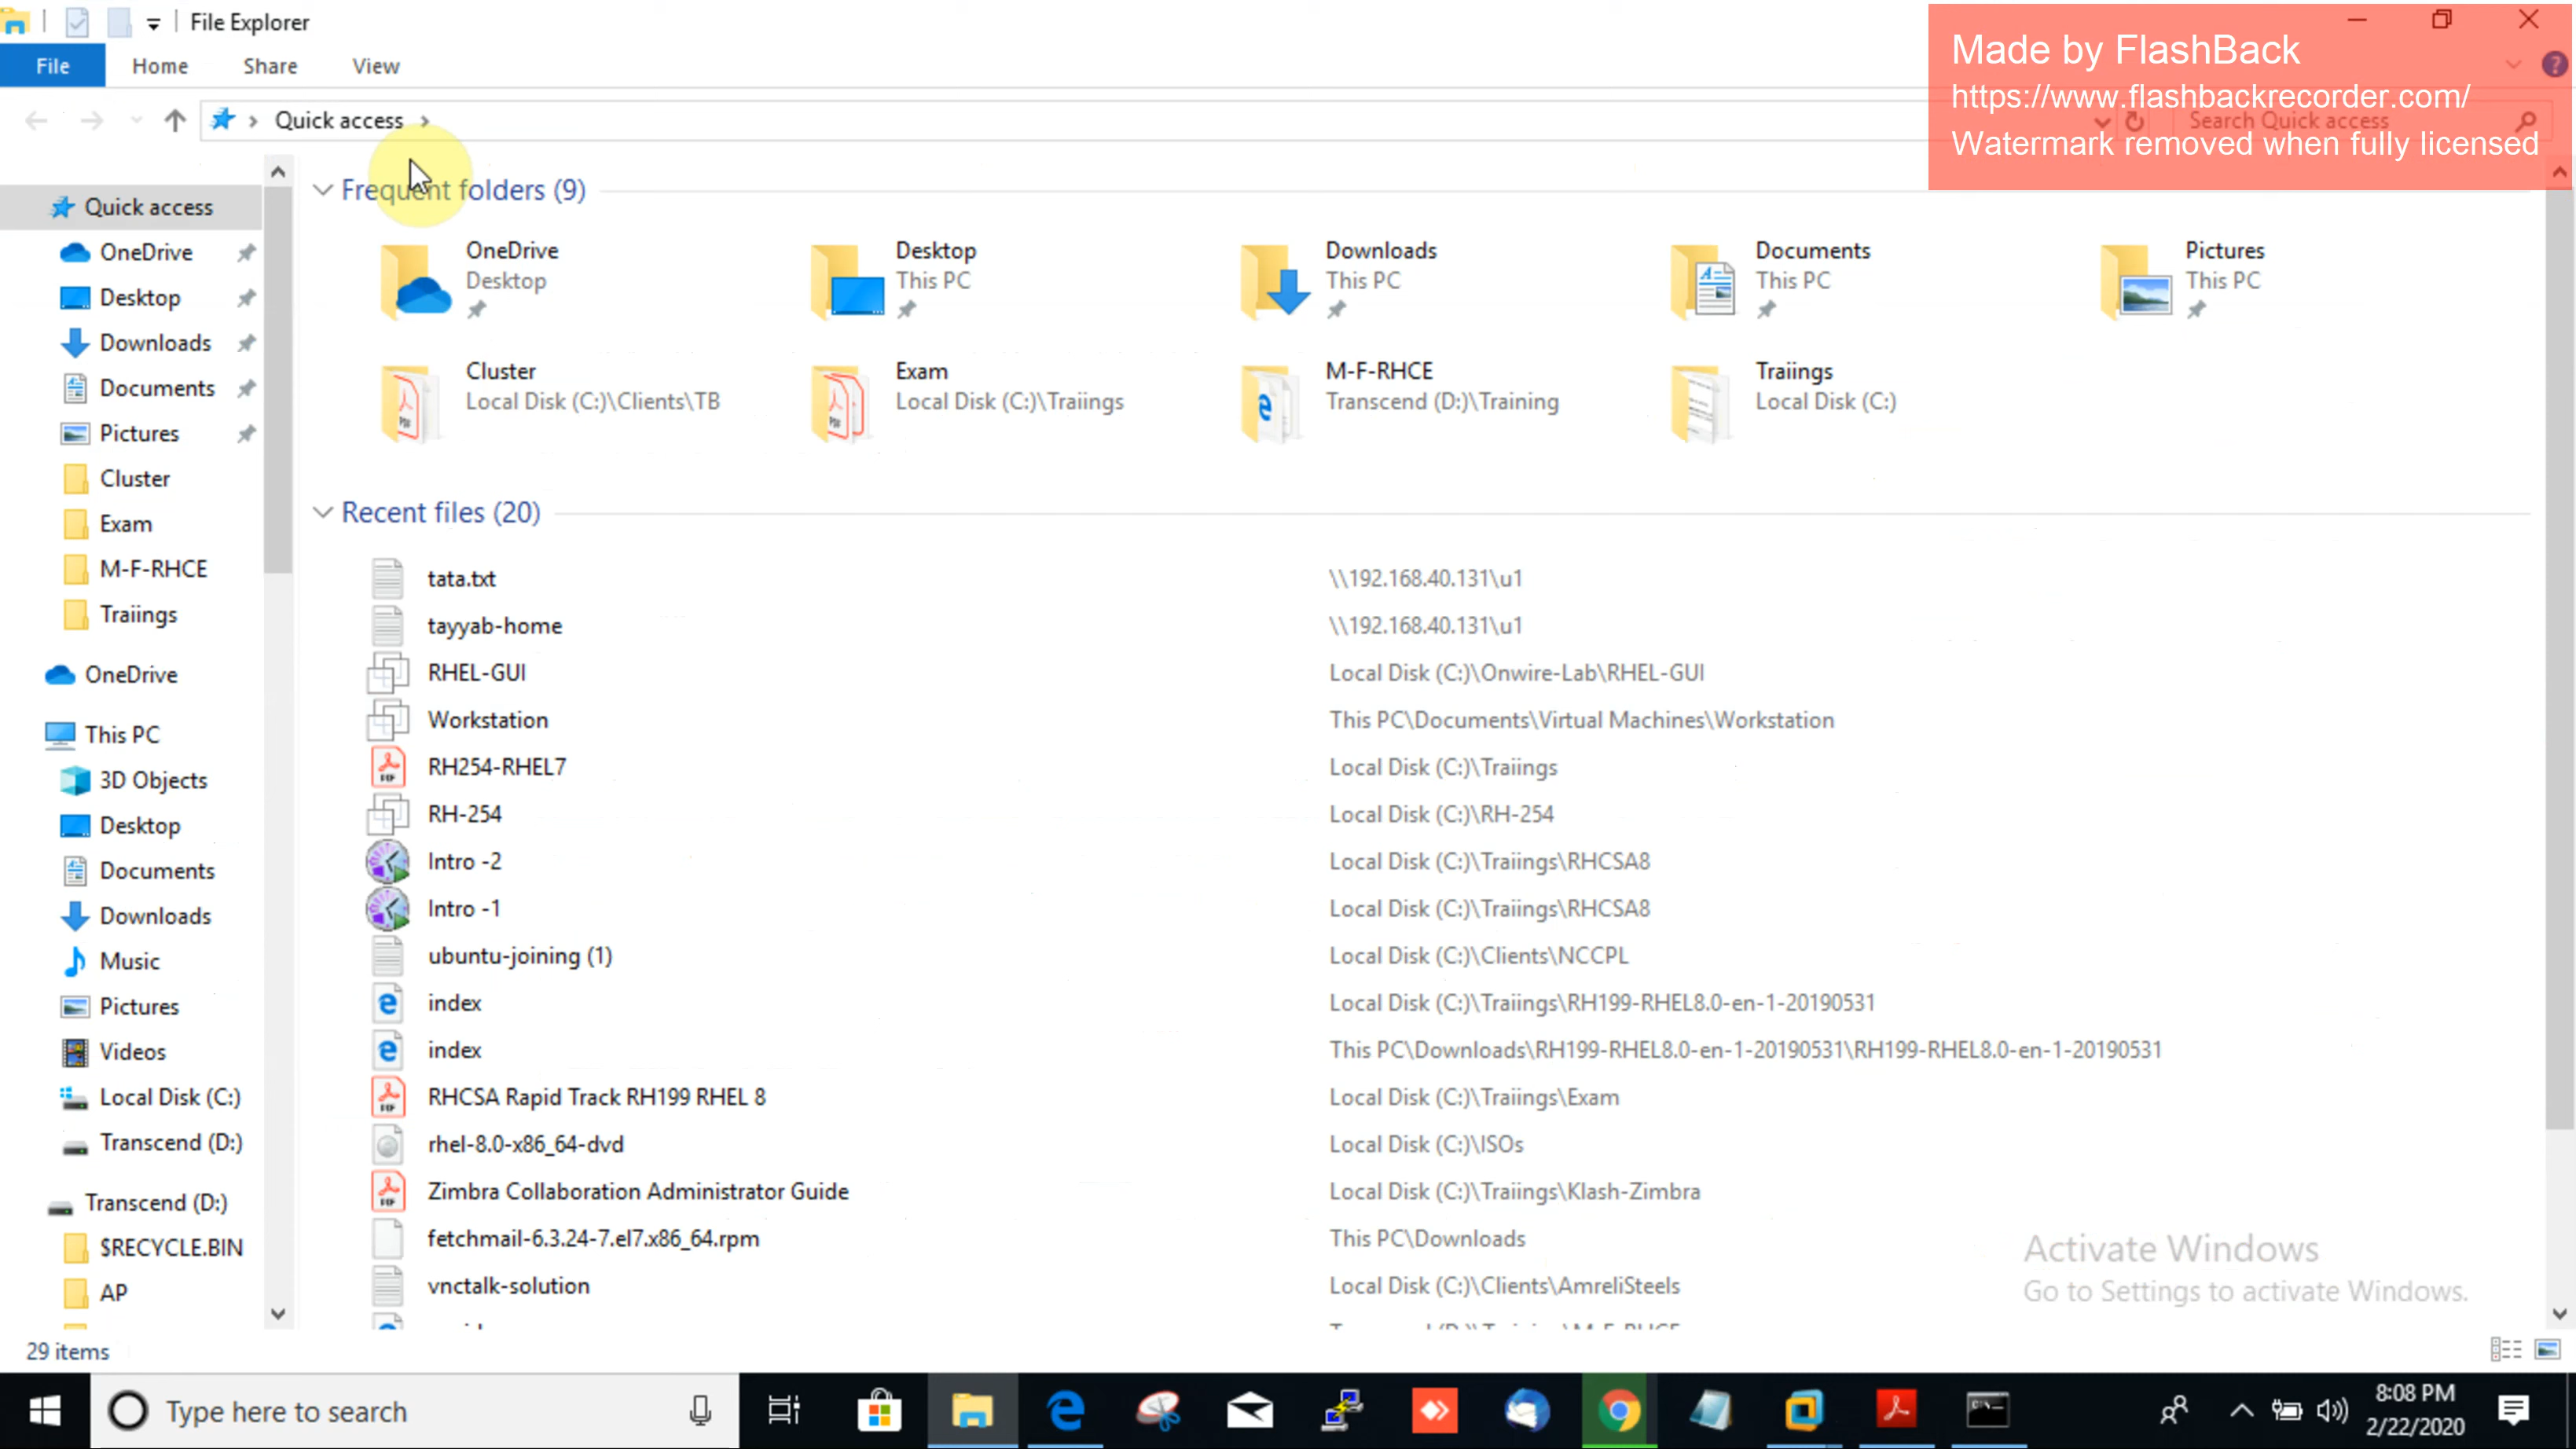 File Explorer
File
Home
Share
View
Made by FlashBack
https://www.flashbackrecorder.com/
Watermark removed when fully licensed
Quick access
Search Quick access
Quick access
OneDrive
Desktop
Downloads
Documents
Pictures
Cluster
Exam
M-F-RHCE
Traiings
OneDrive
This PC
3D Objects
Desktop
Documents
Downloads
Music
Pictures
Videos
Local Disk (C:)
Transcend (D:)
Transcend (D:)
$RECYCLE.BIN
AP
Frequent folders (9)
OneDrive
Desktop
Desktop
This PC
Downloads
This PC
Documents
This PC
Pictures
This PC
Cluster
Local Disk (C:)\Clients\TB
Exam
Local Disk (C:)\Traiings
M-F-RHCE
Transcend (D:)\Training
Traiings
Local Disk (C:)
Recent files (20)
tata.txt \\192.168.40.131\u1
tayyab-home \\192.168.40.131\u1
RHEL-GUI Local Disk (C:)\Onwire-Lab\RHEL-GUI
Workstation This PC\Documents\Virtual Machines\Workstation
RH254-RHEL7 Local Disk (C:)\Traiings
RH-254 Local Disk (C:)\RH-254
Intro -2 Local Disk (C:)\Traiings\RHCSA8
Intro -1 Local Disk (C:)\Traiings\RHCSA8
ubuntu-joining (1) Local Disk (C:)\Clients\NCCPL
index Local Disk (C:)\Traiings\RH199-RHEL8.0-en-1-20190531
index This PC\Downloads\RH199-RHEL8.0-en-1-20190531\RH199-RHEL8.0-en-1-20190531
RHCSA Rapid Track RH199 RHEL 8 Local Disk (C:)\Traiings\Exam
rhel-8.0-x86_64-dvd Local Disk (C:)\ISOs
Zimbra Collaboration Administrator Guide Local Disk (C:)\Traiings\Klash-Zimbra
fetchmail-6.3.24-7.el7.x86_64.rpm This PC\Downloads
vnctalk-solution Local Disk (C:)\Clients\AmreliSteels
Activate Windows
Go to Settings to activate Windows.
29 items
Type here to search
8:08 PM
2/22/2020